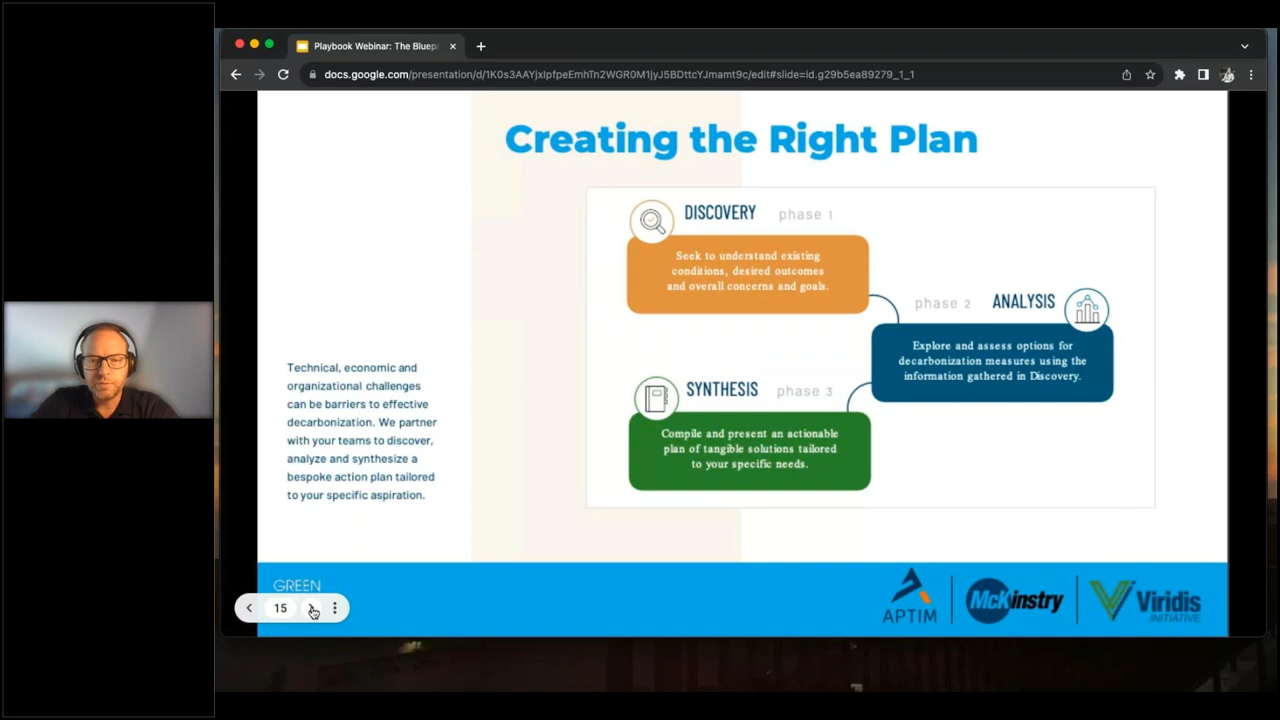 Playbook Webinar: The Bluepr
docs.google.com/presentation/d/1K0s3AAYjxIpfpeEmhTn2WGR0M1jyJ5BDttcYJmamt9c/edit#slide=id.g29b5ea89279_1_1
Creating the Right Plan
DISCOVERY phase 1
Seek to understand existing
conditions, desired outcomes
and overall concerns and goals.
phase 2 ANALYSIS
Explore and assess options for
decarbonization measures using the
information gathered in Discovery.
SYNTHESIS phase 3
Compile and present an actionable
plan of tangible solutions tailored
to your specific needs.
Technical, economic and
organizational challenges
can be barriers to effective
decarbonization. We partner
with your teams to discover,
analyze and synthesize a
bespoke action plan tailored
to your specific aspiration.
GREEN
15
APTIM
McKinstry
Viridis
INITIATIVE